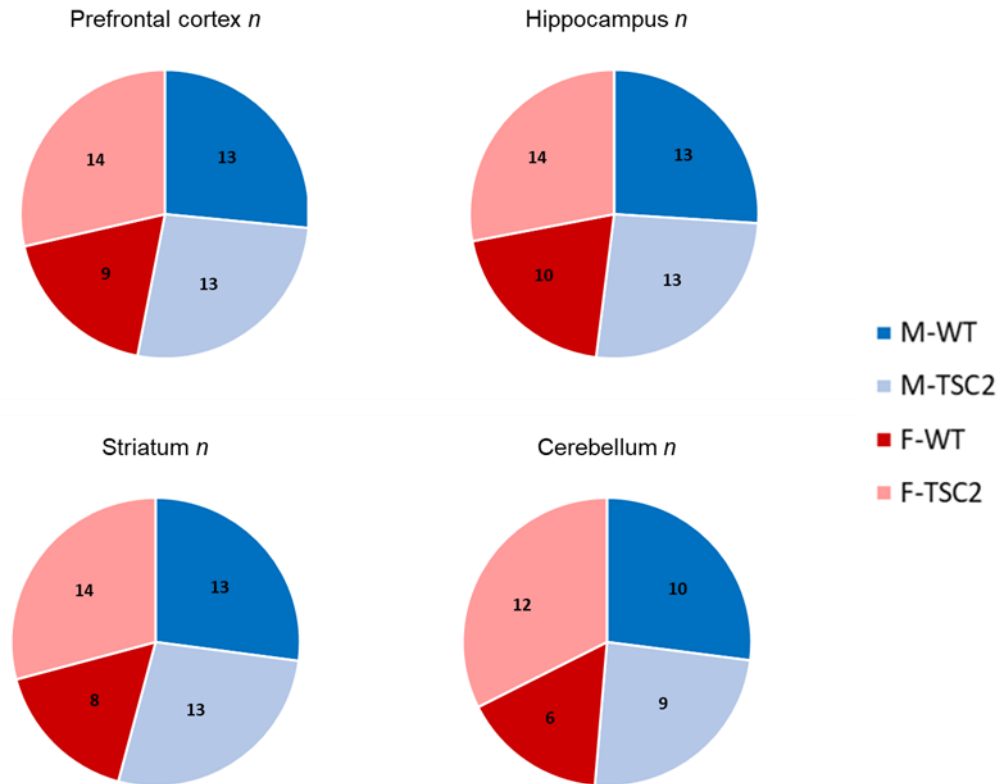 Prefrontal cortex n
14
13
9
13
Hippocampus n
14
13
10
13
Striatum n
14
13
8
13
Cerebellum n
12
10
6
9
M-WT
M-TSC2
F-WT
F-TSC2